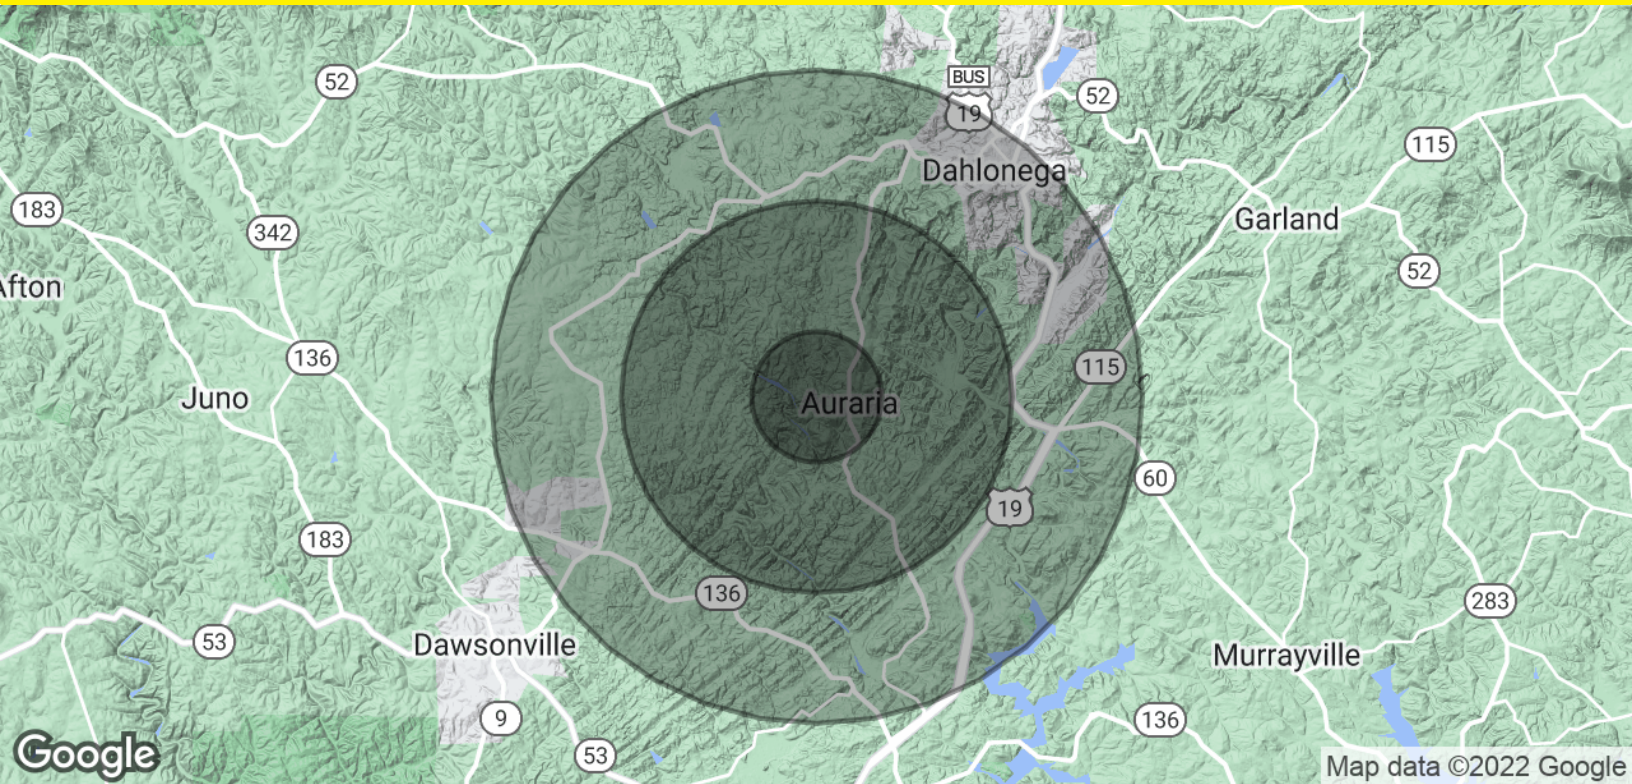 BUS
52
52
19
115
Dahlonega
183
Garland
342
52
Afton
136
115
Juno
Auraria
60
19
183
136
283
53
Dawsonville
Murrayville
9
136
53
Google
Map data ©2022 Google